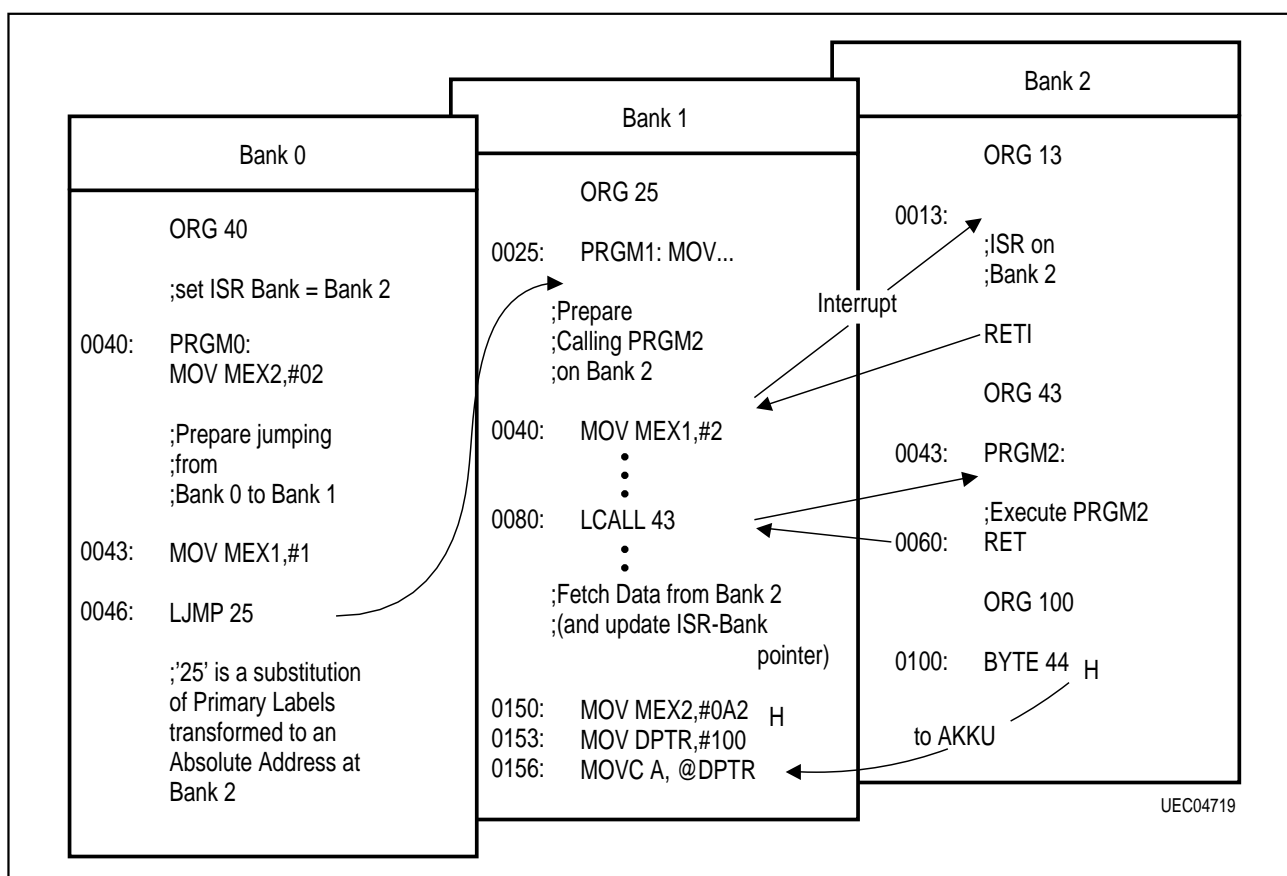 Bank 0
ORG 40
;set ISR Bank = Bank 2
0040: PRGM0:
MOV MEX2,#02
;Prepare jumping
;from
;Bank 0 to Bank 1
0043: MOV MEX1,#1
0046: LJMP 25
;'25' is a substitution
of Primary Labels
transformed to an
Absolute Address at
Bank 2
Bank 1
ORG 25
0025: PRGM1: MOV...
;Prepare
;Calling PRGM2
;on Bank 2
0040: MOV MEX1,#2
0080: LCALL 43
;Fetch Data from Bank 2
;(and update ISR-Bank
pointer)
0150: MOV MEX2,#0A2 H
0153: MOV DPTR,#100
0156: MOVC A, @DPTR
Interrupt
Bank 2
ORG 13
0013:
;ISR on
;Bank 2
RETI
ORG 43
0043: PRGM2:
;Execute PRGM2
0060: RET
ORG 100
0100: BYTE 44 H
to AKKU
UEC04719